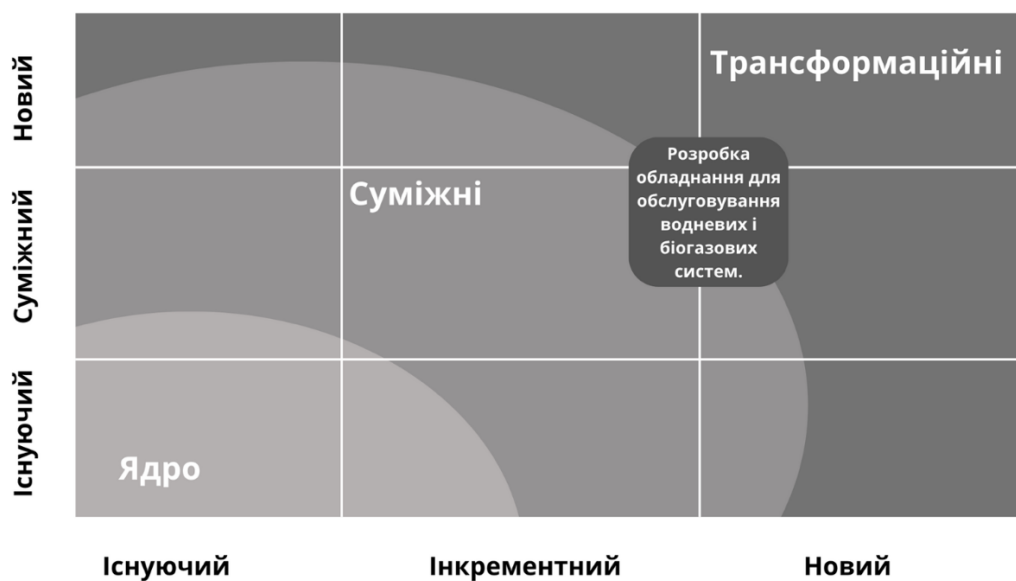 Новий
Трансформаційні
Розробка
обладнання для
обслуговування
водневих і
біогазових
систем.
Суміжний
Суміжні
Існуючий
Ядро
Існуючий
Інкрементний
Новий